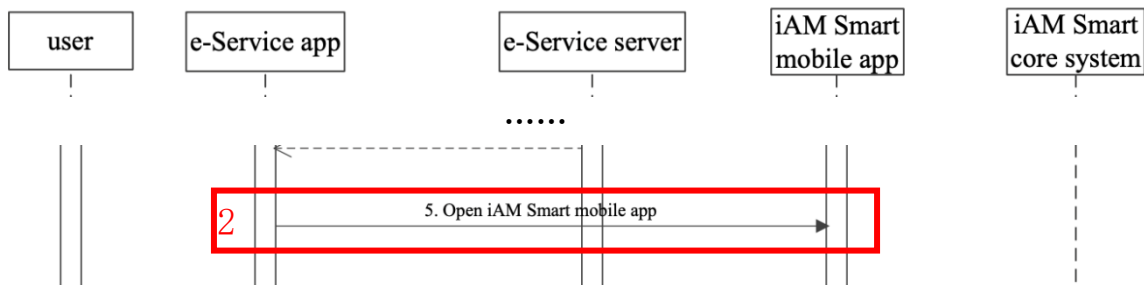 user
e-Service app
e-Service server
iAM Smart
mobile app
iAM Smart
core system
......
2
5. Open iAM Smart mobile app